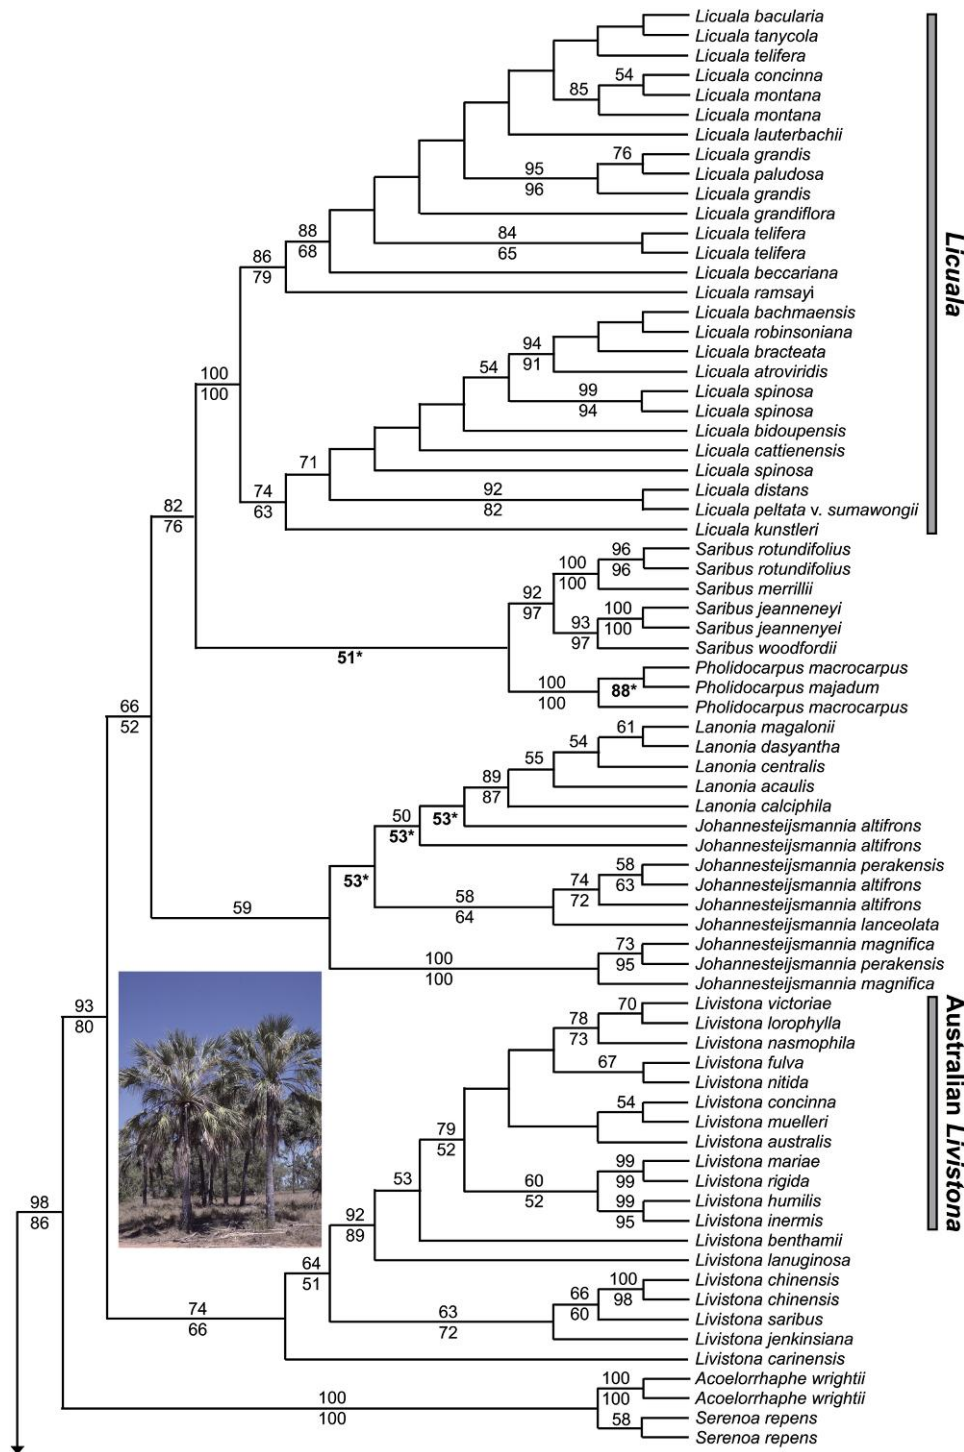 Licuala bacularia
Licuala tanycola
Licuala telifera
54 Licuala concinna
85 Licuala montana
Licuala montana
Licuala lauterbachii
76 Licuala grandis
95 Licuala paludosa
96 Licuala grandis
Licuala grandiflora
88 84 Licuala telifera
68 65 Licuala telifera
86 Licuala beccariana
79 Licuala ramsayi
Licuala
Licuala bachmaensis
Licuala robinsoniana
94 Licuala bracteata
54 91 Licuala atroviridis
100 99 Licuala spinosa
100 94 Licuala spinosa
Licuala bidoupensis
Licuala cattienensis
71 Licuala spinosa
74 92 Licuala distans
63 82 Licuala peltata v. sumawongii
82 Licuala kunstleri
76
96 Saribus rotundifolius
100 96 Saribus rotundifolius
92 100 Saribus merrillii
97 100 Saribus jeanneneyi
93 100 Saribus jeannenyei
51* 97 Saribus woodfordii
Pholidocarpus macrocarpus
100 88* Pholidocarpus majadum
100 Pholidocarpus macrocarpus
66 61 Lanonia magalonii
52 54 Lanonia dasyantha
55 Lanonia centralis
89 Lanonia acaulis
87 Lanonia calciphila
50 53* Johannesteijsmannia altifrons
53* Johannesteijsmannia altifrons
58 Johannesteijsmannia perakensis
53* 74 63 Johannesteijsmannia altifrons
58 72 Johannesteijsmannia altifrons
59 64 Johannesteijsmannia lanceolata
73 Johannesteijsmannia magnifica
100 95 Johannesteijsmannia perakensis
100 Johannesteijsmannia magnifica
93 70 Livistona victoriae
80 78 Livistona lorophylla
73 Livistona nasmophila
67 Livistona fulva
Livistona nitida
54 Livistona concinna
79 Livistona muelleri
52 Livistona australis
99 Livistona mariae
53 60 99 Livistona rigida
52 99 Livistona humilis
98 92 95 Livistona inermis
Australian Livistona
86 89 Livistona benthamii
64 Livistona lanuginosa
51 100 Livistona chinensis
66 98 Livistona chinensis
74 63 60 Livistona saribus
66 72 Livistona jenkinsiana
Livistona carinensis
100 Acoelorrhaphe wrightii
100 100 Acoelorrhaphe wrightii
100 58 Serenoa repens
Serenoa repens